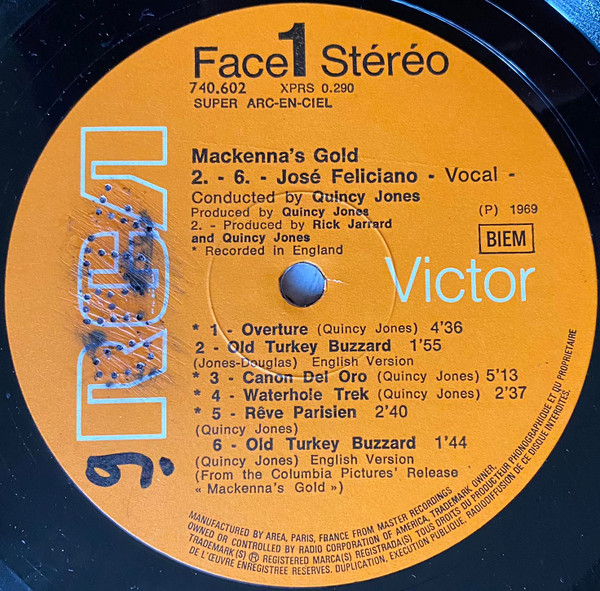 Face 1 Stéréo
740.602 XPRS 0.290
SUPER ARC-EN-CIEL
RCA
Mackenna's Gold
2. - 6. - José Feliciano - Vocal -
Conducted by Quincy Jones
Produced by Quincy Jones
2. - Produced by Rick Jarrard
and Quincy Jones
* Recorded in England
(P) 1969
BIEM
Victor
* 1 - Overture (Quincy Jones) 4'36
2 - Old Turkey Buzzard 1'55
(Jones-Douglas) English Version
* 3 - Canon Del Oro (Quincy Jones) 5'13
* 4 - Waterhole Trek (Quincy Jones) 2'37
* 5 - Rêve Parisien 2'40
(Quincy Jones)
6 - Old Turkey Buzzard 1'44
(Quincy Jones) English Version
(From the Columbia Pictures' Release
« Mackenna's Gold »)
MANUFACTURED BY AREA, PARIS, FRANCE FROM MASTER RECORDINGS
OWNED OR CONTROLLED BY RADIO CORPORATION OF AMERICA, TRADEMARK OWNER.
TRADEMARK(S) ® REGISTERED MARCA(S) REGISTRADA(S) TOUS DROITS DU PRODUCTEUR PHONOGRAPHIQUE ET DU PROPRIETAIRE
DE L'ŒUVRE ENREGISTREE RESERVES. DUPLICATION, EXECUTION PUBLIQUE, RADIODIFFUSION DE CE DISQUE INTERDITES.